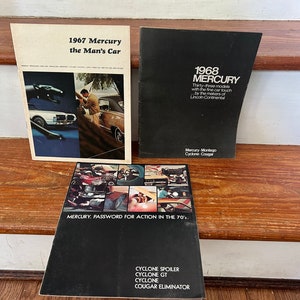 1967 Mercury
the Man's Car
1968
MERCURY
Thirty-three models
with the fine car touch
by the makers of
Lincoln Continental
Mercury Montego
Cyclone Cougar
MERCURY, PASSWORD FOR ACTION IN THE 70's.
CYCLONE SPOILER
CYCLONE GT
CYCLONE
COUGAR ELIMINATOR